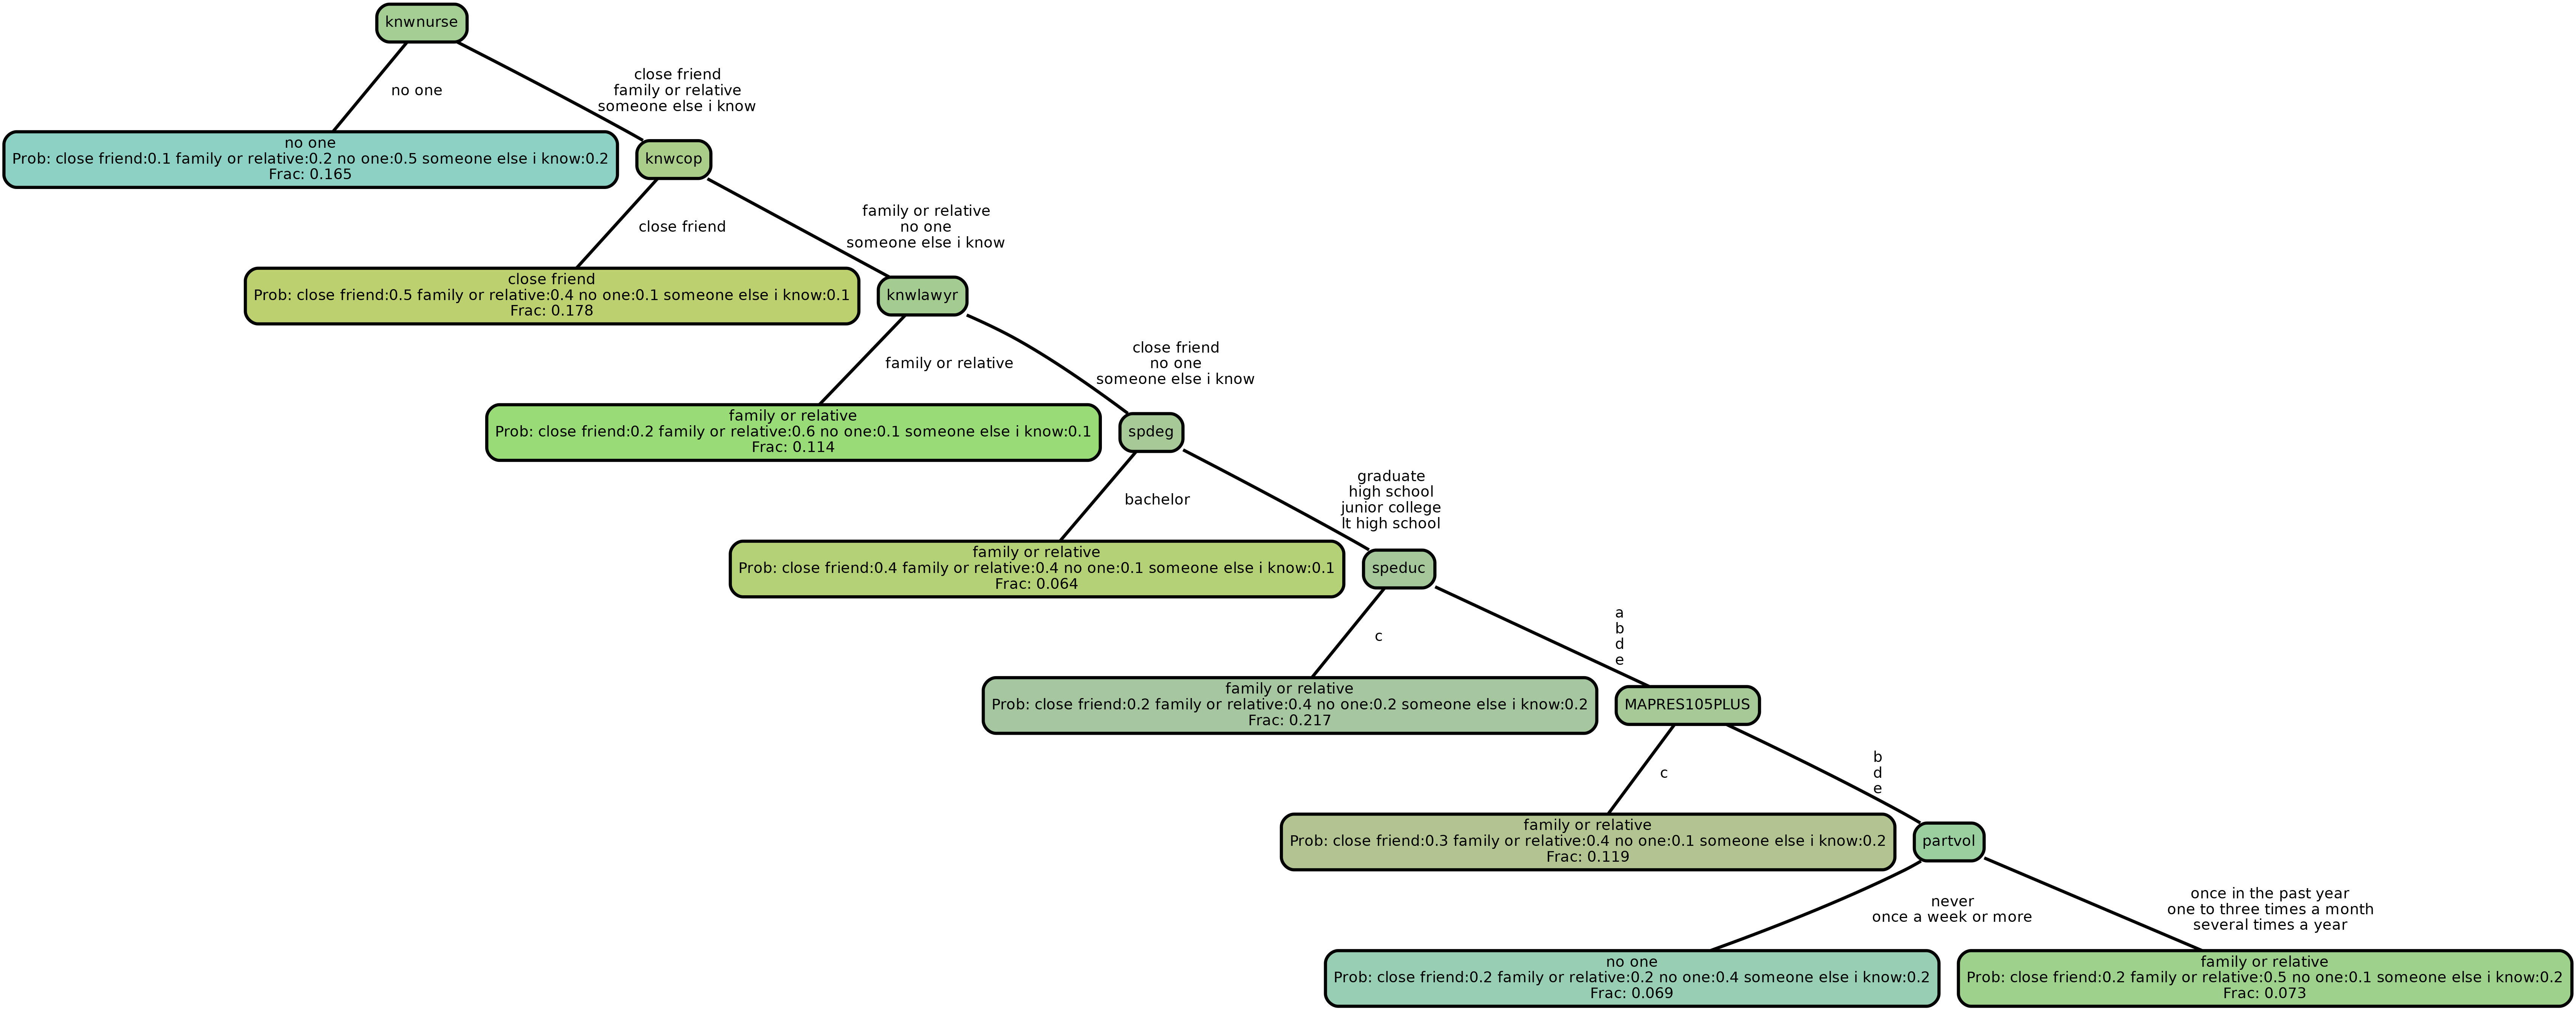 knwnurse
no one
close friend
family or relative
someone else i know
no one
Prob: close friend:0.1 family or relative:0.2 no one:0.5 someone else i know:0.2
Frac: 0.165
knwcop
close friend
family or relative
no one
someone else i know
close friend
Prob: close friend:0.5 family or relative:0.4 no one:0.1 someone else i know:0.1
Frac: 0.178
knwlawyr
family or relative
close friend
no one
someone else i know
family or relative
Prob: close friend:0.2 family or relative:0.6 no one:0.1 someone else i know:0.1
Frac: 0.114
spdeg
bachelor
graduate
high school
junior college
lt high school
family or relative
Prob: close friend:0.4 family or relative:0.4 no one:0.1 someone else i know:0.1
Frac: 0.064
speduc
c
a
b
d
e
family or relative
Prob: close friend:0.2 family or relative:0.4 no one:0.2 someone else i know:0.2
Frac: 0.217
MAPRES105PLUS
c
b
d
e
family or relative
Prob: close friend:0.3 family or relative:0.4 no one:0.1 someone else i know:0.2
Frac: 0.119
partvol
never
once a week or more
once in the past year
one to three times a month
several times a year
no one
Prob: close friend:0.2 family or relative:0.2 no one:0.4 someone else i know:0.2
Frac: 0.069
family or relative
Prob: close friend:0.2 family or relative:0.5 no one:0.1 someone else i know:0.2
Frac: 0.073